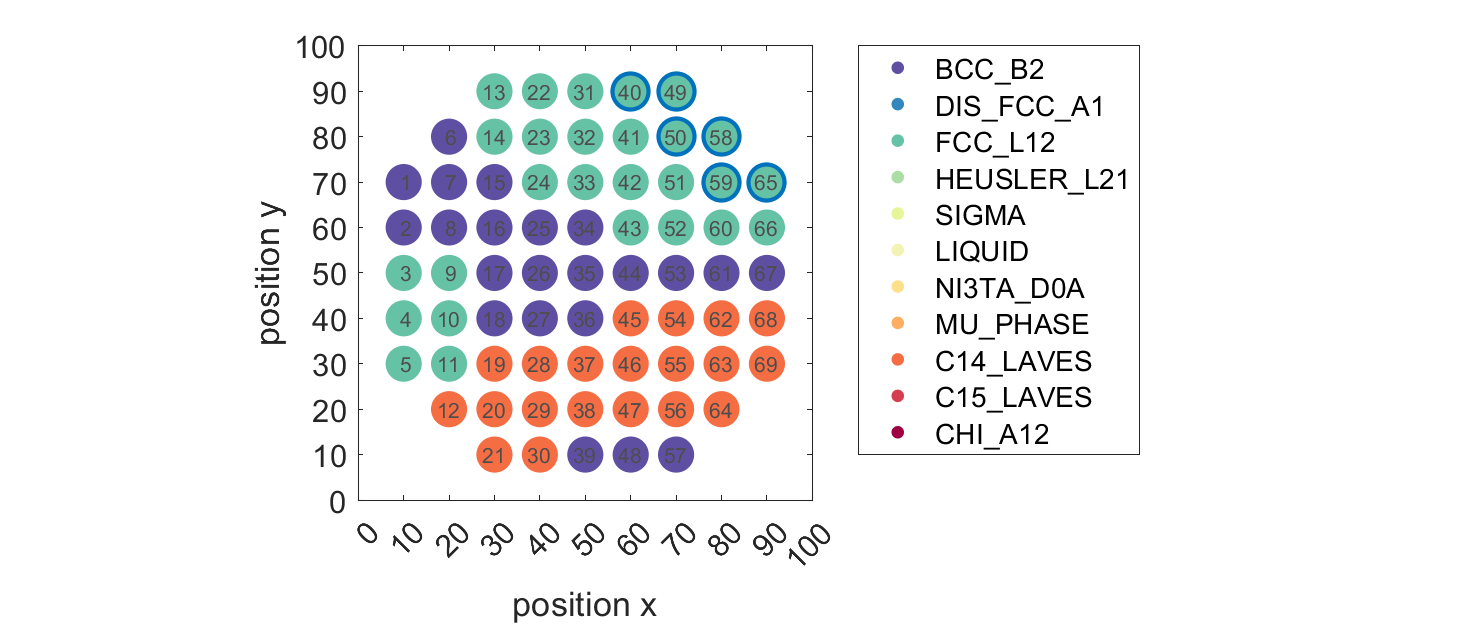 100
13 22 31 40 49
90
6 14 23 32 41 50 58
80
1 7 15 24 33 42 51 59 65
70
2 8 16 25 34 43 52 60 66
60
3 9 17 26 35 44 53 61 67
50
4 10 18 27 36 45 54 62 68
40
5 11 19 28 37 46 55 63 69
30
12 20 29 38 47 56 64
20
21 30 39 48 57
10
0
position y
0 10 20 30 40 50 60 70 80 90 100
position x
BCC_B2
DIS_FCC_A1
FCC_L12
HEUSLER_L21
SIGMA
LIQUID
NI3TA_D0A
MU_PHASE
C14_LAVES
C15_LAVES
CHI_A12